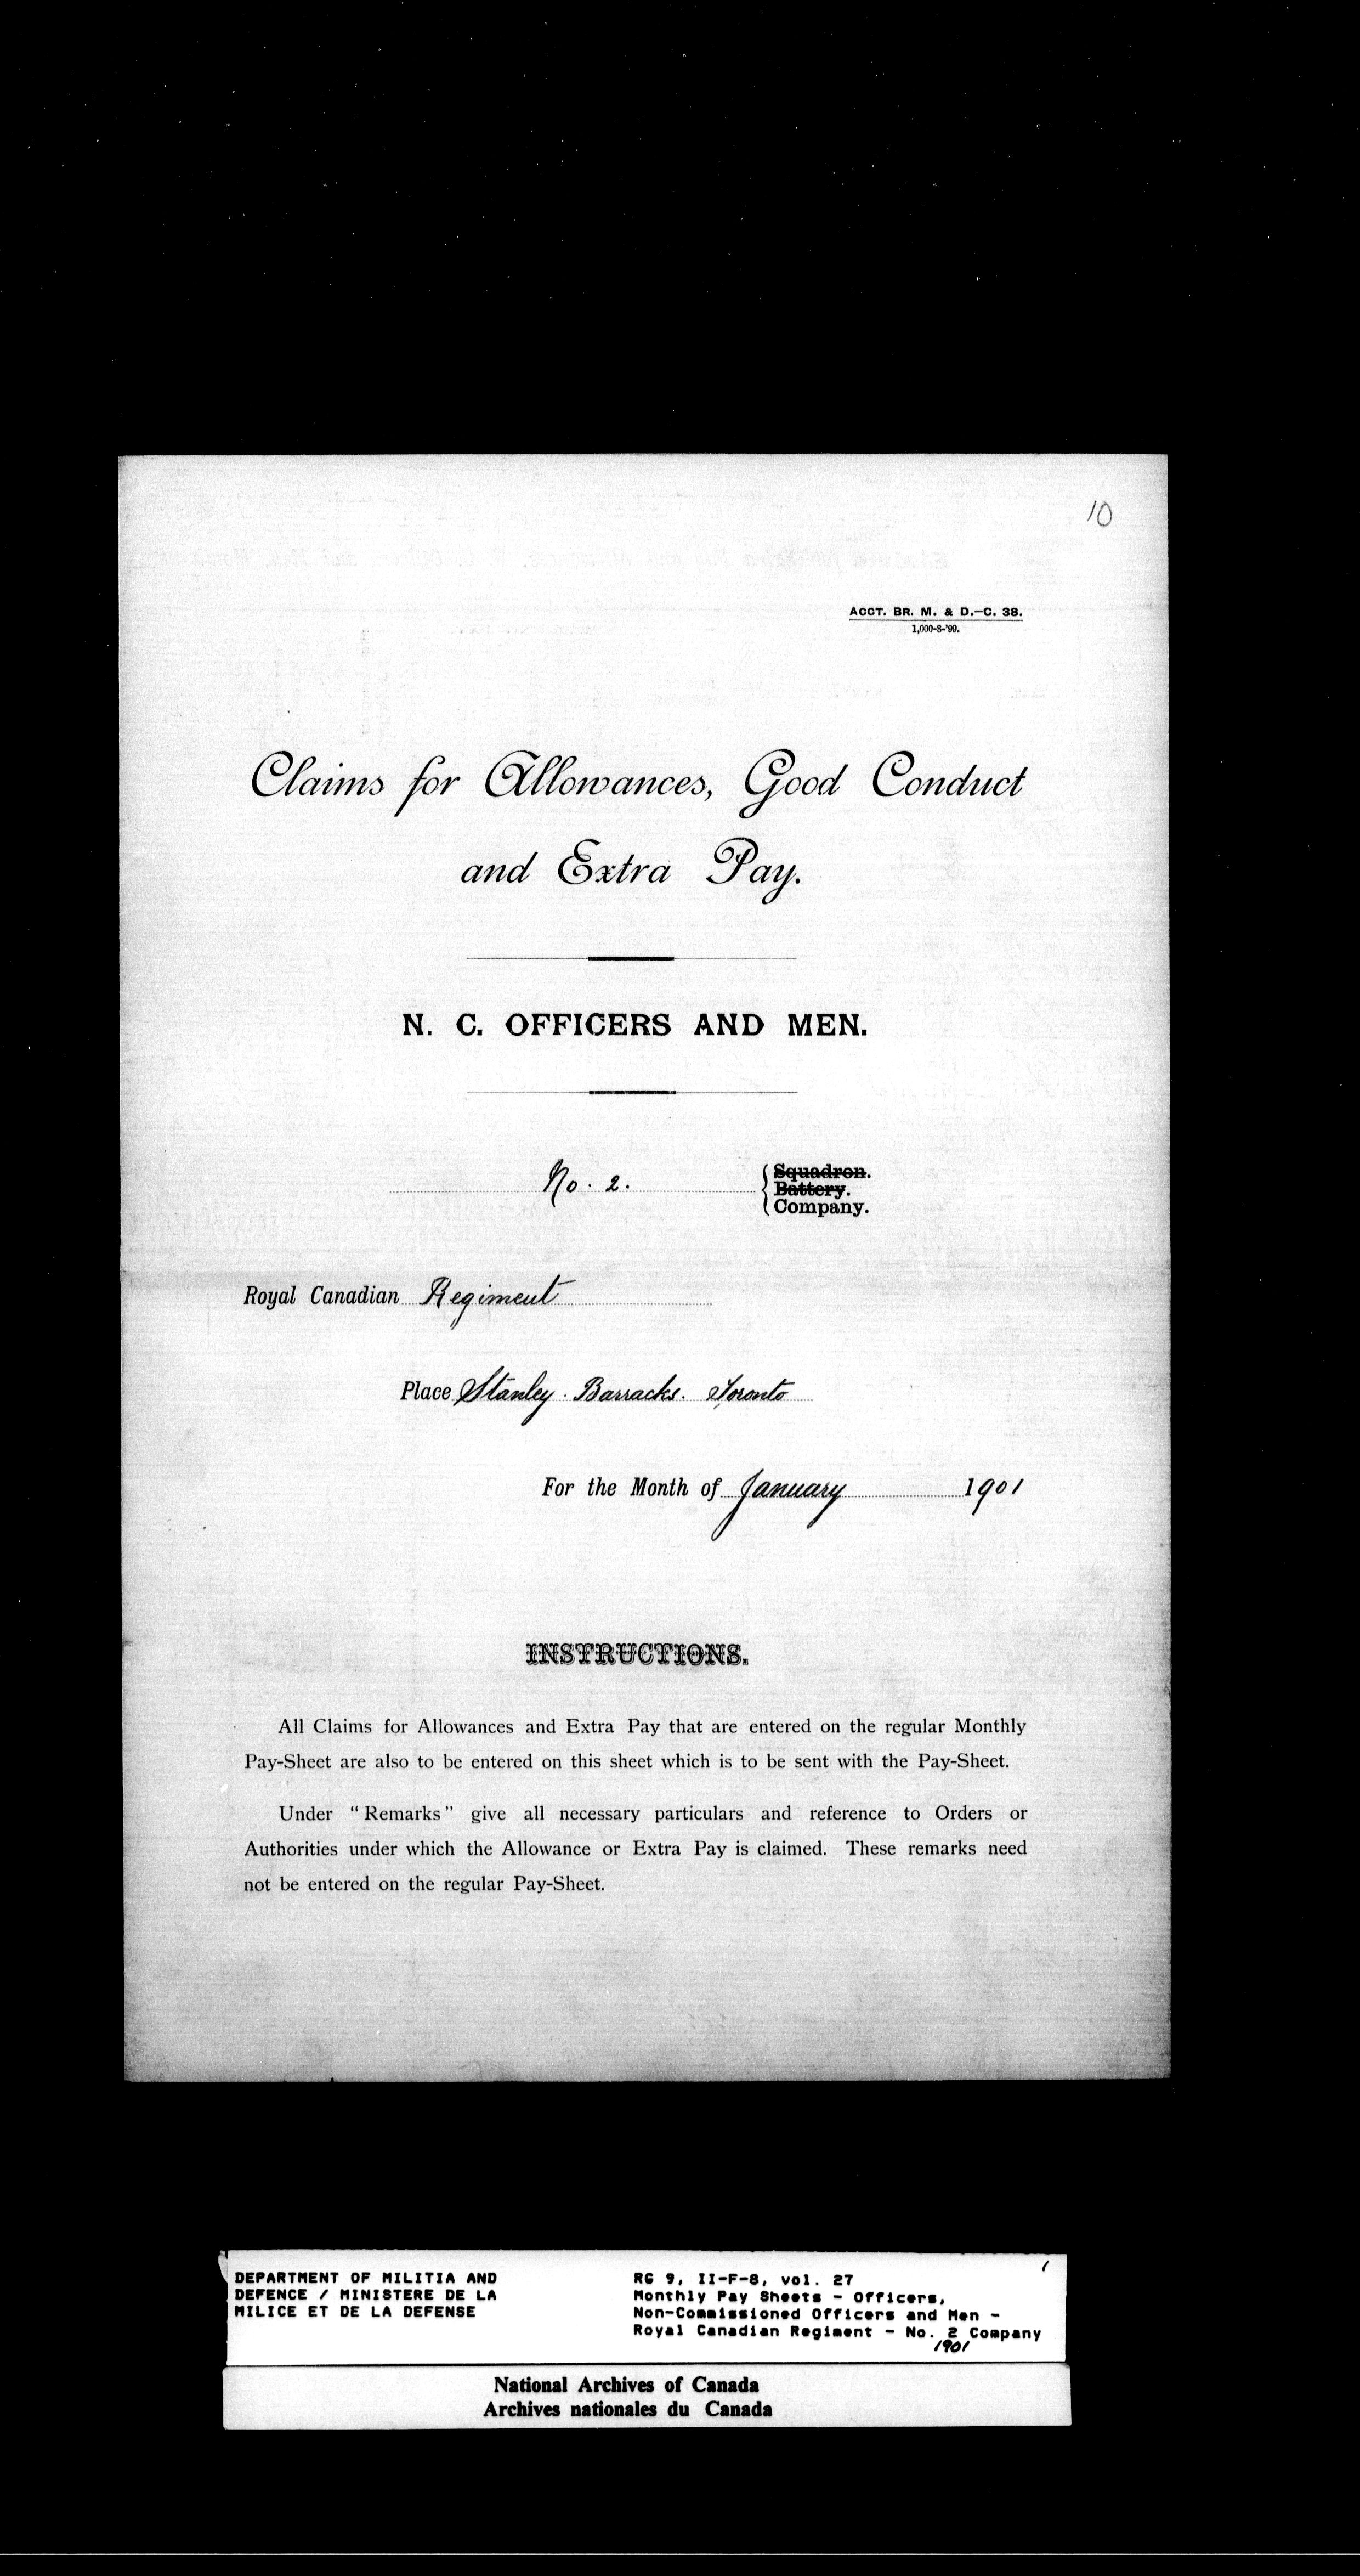 10
ACCT. BR. M. & D.–C. 38.
1,000-8-'99.
Claims for Allowances, Good Conduct
and Extra Pay.
N. C. OFFICERS AND MEN.
No. 2. { Squadron.
Battery.
Company.
Royal Canadian Regiment
Place Stanley Barracks. Toronto
For the Month of January 1901
INSTRUCTIONS.
All Claims for Allowances and Extra Pay that are entered on the regular Monthly
Pay-Sheet are also to be entered on this sheet which is to be sent with the Pay-Sheet.
Under "Remarks" give all necessary particulars and reference to Orders or
Authorities under which the Allowance or Extra Pay is claimed. These remarks need
not be entered on the regular Pay-Sheet.
DEPARTMENT OF MILITIA AND
DEFENCE / MINISTERE DE LA
MILICE ET DE LA DEFENSE
1
RG 9, II-F-8, vol. 27
Monthly Pay Sheets - Officers,
Non-Commissioned Officers and Men -
Royal Canadian Regiment - No. 2 Company
1901
National Archives of Canada
Archives nationales du Canada